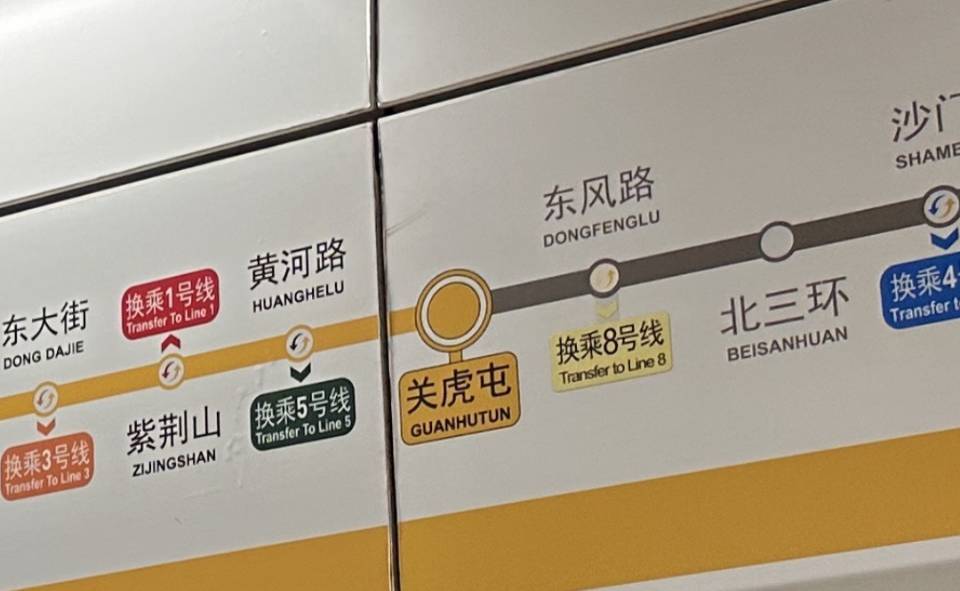 东大街
DONG DAJIE
换乘3号线
Transfer To Line 3
换乘1号线
Transfer To Line 1
紫荆山
ZIJINGSHAN
黄河路
HUANGHELU
换乘5号线
Transfer To Line 5
关虎屯
GUANHUTUN
东风路
DONGFENGLU
换乘8号线
Transfer to Line 8
北三环
BEISANHUAN
沙门
SHAME
换乘4
Transfer t